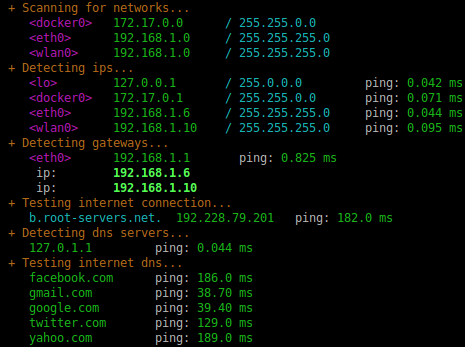 + Scanning for networks...
<docker0> 172.17.0.0 / 255.255.0.0
<eth0> 192.168.1.0 / 255.255.255.0
<wlan0> 192.168.1.0 / 255.255.255.0
+ Detecting ips...
<lo> 127.0.0.1 / 255.0.0.0 ping: 0.042 ms
<docker0> 172.17.0.1 / 255.255.0.0 ping: 0.071 ms
<eth0> 192.168.1.6 / 255.255.255.0 ping: 0.044 ms
<wlan0> 192.168.1.10 / 255.255.255.0 ping: 0.095 ms
+ Detecting gateways...
<eth0> 192.168.1.1 ping: 0.825 ms
ip: 192.168.1.6
ip: 192.168.1.10
+ Testing internet connection...
b.root-servers.net. 192.228.79.201 ping: 182.0 ms
+ Detecting dns servers...
127.0.1.1 ping: 0.044 ms
+ Testing internet dns...
facebook.com ping: 186.0 ms
gmail.com ping: 38.70 ms
google.com ping: 39.40 ms
twitter.com ping: 129.0 ms
yahoo.com ping: 189.0 ms